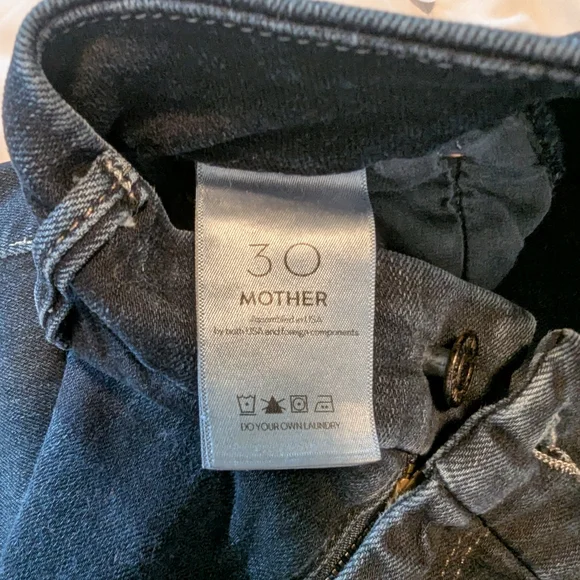 30
MOTHER
Assembled in USA
by both USA and foreign components
DO YOUR OWN LAUNDRY